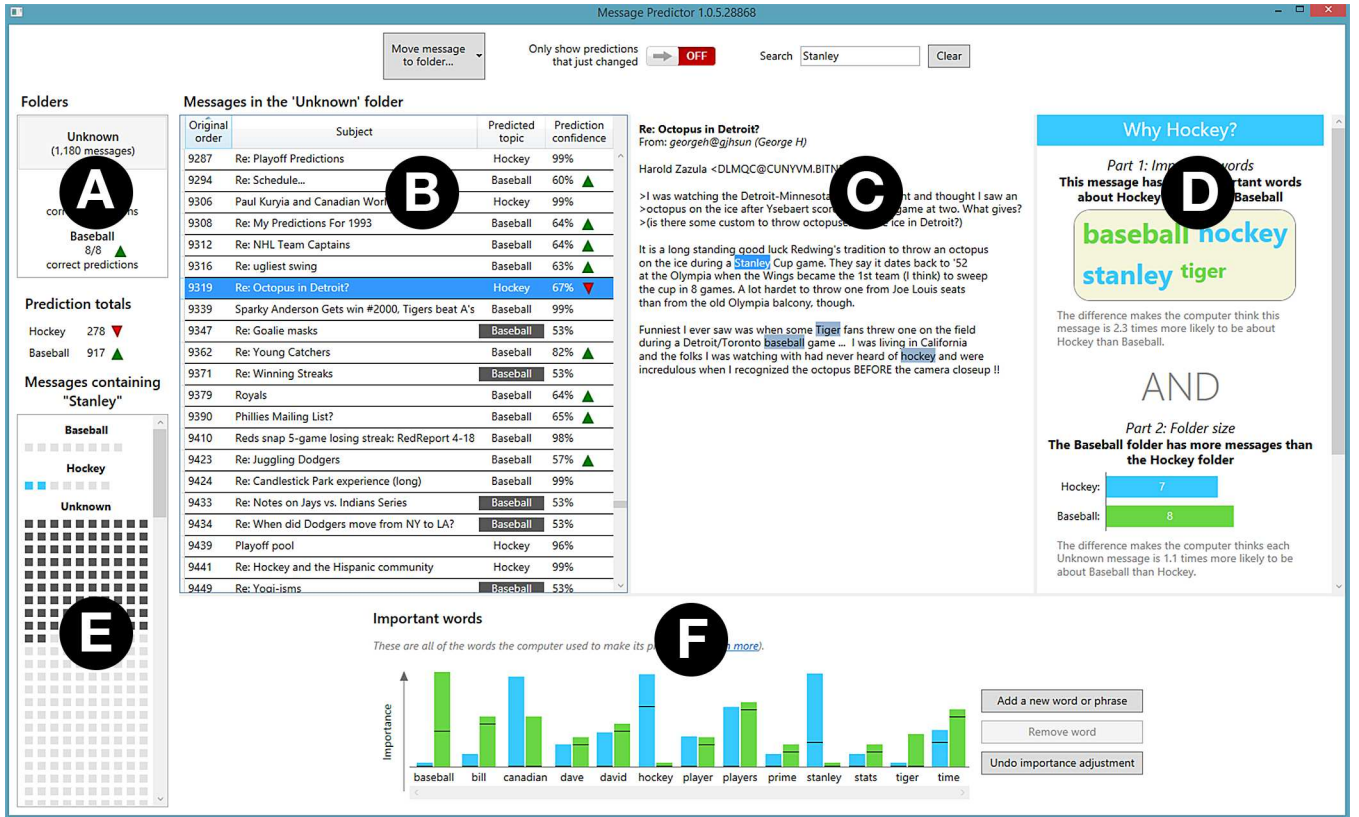 Message Predictor 1.0.5.28868
Move message
to folder...
Only show predictions
that just changed
OFF
Search
Stanley
Clear
Folders
Unknown
(1,180 messages)
A
Baseball
8/8
correct predictions
Prediction totals
Hockey 278
Baseball 917
Messages containing
"Stanley"
Baseball
Hockey
Unknown
E
Messages in the 'Unknown' folder
Original order Subject Predicted topic Prediction confidence
9287 Re: Playoff Predictions Hockey 99%
9294 Re: Schedule... Baseball 60%
9306 Paul Kuryia and Canadian Hockey 99%
9308 Re: My Predictions For 1993 Baseball 64%
9312 Re: NHL Team Captains Baseball 64%
9316 Re: ugliest swing Baseball 63%
9319 Re: Octopus in Detroit? Hockey 67%
9339 Sparky Anderson Gets win #2000, Tigers beat A's Baseball 99%
9347 Re: Goalie masks Baseball 53%
9362 Re: Young Catchers Baseball 82%
9371 Re: Winning Streaks Baseball 53%
9379 Royals Baseball 64%
9390 Phillies Mailing List? Baseball 65%
9410 Reds snap 5-game losing streak: RedReport 4-18 Baseball 98%
9423 Re: Juggling Dodgers Baseball 57%
9424 Re: Candlestick Park experience (long) Baseball 99%
9433 Re: Notes on Jays vs. Indians Series Baseball 53%
9434 Re: When did Dodgers move from NY to LA? Baseball 53%
9439 Playoff pool Hockey 96%
9441 Re: Hockey and the Hispanic community Hockey 99%
9449 Re: Yogi-isms Baseball 53%
B
Re: Octopus in Detroit?
From: georgeh@gjhsun (George H)
Harold Zazula <DLMQC@CUNYVM.BITN
>I was watching the Detroit-Minnesota and thought I saw an
>octopus on the ice after Ysebaert game at two. What gives?
>(is there some custom to throw ice in Detroit?)
It is a long standing good luck Redwing's tradition to throw an octopus
on the ice during a Stanley Cup game. They say it dates back to '52
at the Olympia when the Wings became the 1st team (I think) to sweep
the cup in 8 games. A lot hardet to throw one from Joe Louis seats
than from the old Olympia balcony, though.
Funniest I ever saw was when some Tiger fans threw one on the field
during a Detroit/Toronto baseball game ... I was living in California
and the folks I was watching with had never heard of hockey and were
incredulous when I recognized the octopus BEFORE the camera closeup !!
C
Why Hockey?
Part 1:
This message has words
about Hockey Baseball
D
baseball hockey
stanley tiger
The difference makes the computer think this
message is 2.3 times more likely to be about
Hockey than Baseball.
AND
Part 2: Folder size
The Baseball folder has more messages than
the Hockey folder
Hockey: 7
Baseball: 8
The difference makes the computer thinks each
Unknown message is 1.1 times more likely to be
about Baseball than Hockey.
Important words
These are all of the words the computer used to make its more).
F
Importance
baseball bill canadian dave david hockey player players prime stanley stats tiger time
Add a new word or phrase
Remove word
Undo importance adjustment